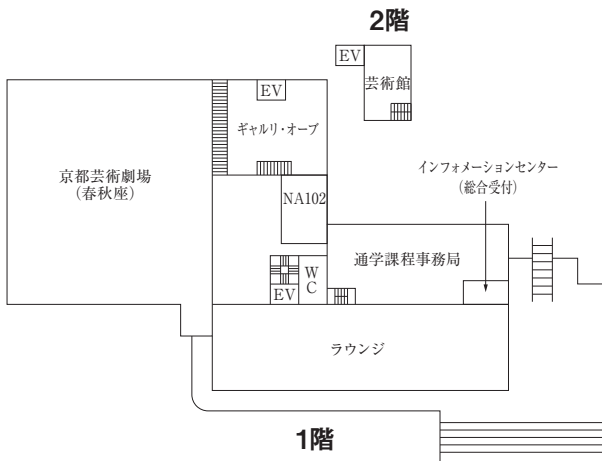 2階
EV
芸術館
EV
ギャルリ・オーブ
京都芸術劇場
（春秋座）
インフォメーションセンター
（総合受付）
NA102
通学課程事務局
WC
EV
ラウンジ
1階